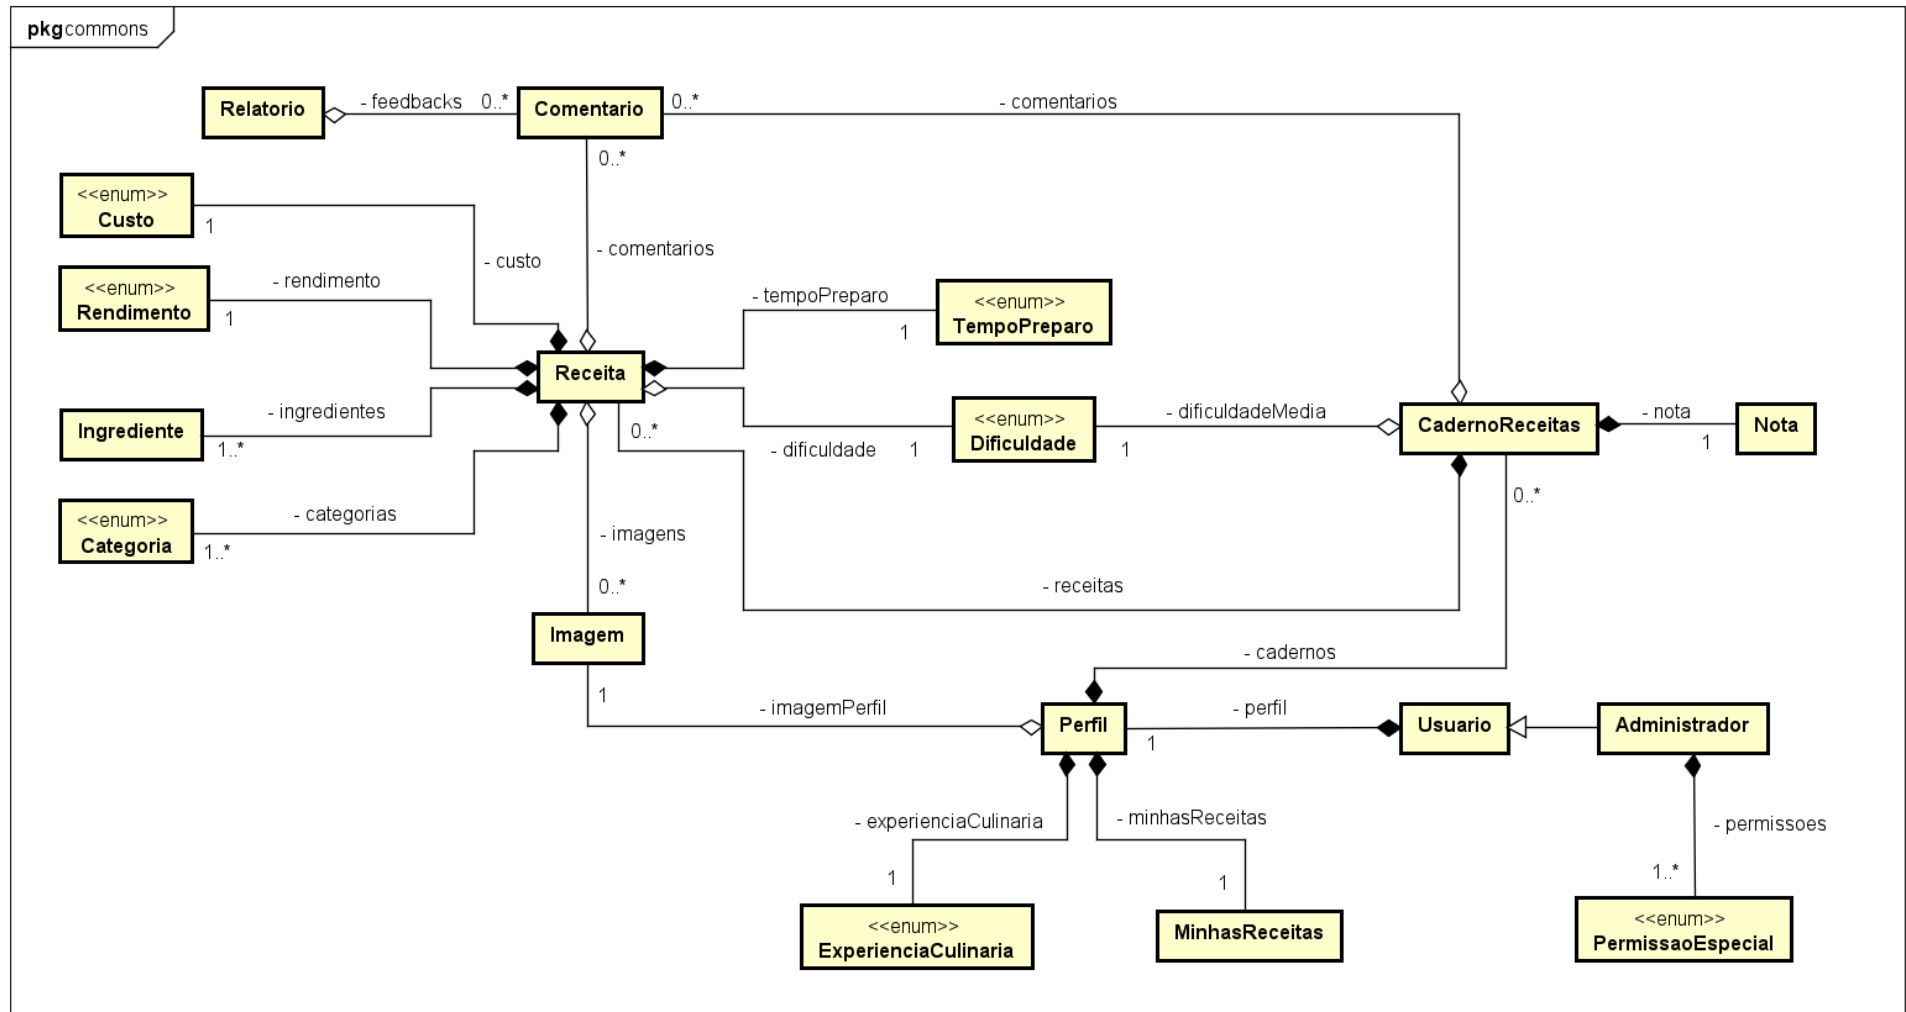 pkg commons
Relatorio
- feedbacks
0..*
Comentario
0..*
- comentarios
0..*
<<enum>>
Custo
1
- custo
- comentarios
<<enum>>
Rendimento
- rendimento
1
- tempoPreparo
1
<<enum>>
TempoPreparo
Receita
Ingrediente
- ingredientes
1..*
0..*
- dificuldade
1
<<enum>>
Dificuldade
- dificuldadeMedia
1
CadernoReceitas
- nota
1
Nota
0..*
<<enum>>
Categoria
- categorias
1..*
- imagens
0..*
- receitas
Imagem
1
- cadernos
- imagemPerfil
Perfil
- perfil
1
Usuario
Administrador
- experienciaCulinaria
- minhasReceitas
- permissoes
1
1
1..*
<<enum>>
ExperienciaCulinaria
MinhasReceitas
<<enum>>
PermissaoEspecial